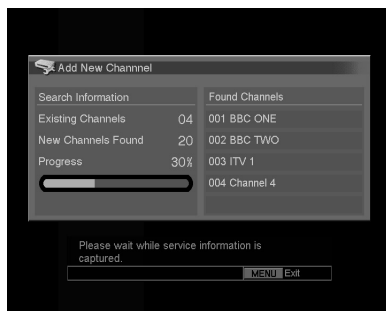 Add New Channnel
Search Information
Existing Channels 04
New Channels Found 20
Progress 30%
Found Channels
001 BBC ONE
002 BBC TWO
003 ITV 1
004 Channel 4
Please wait while service information is
captured.
MENU Exit